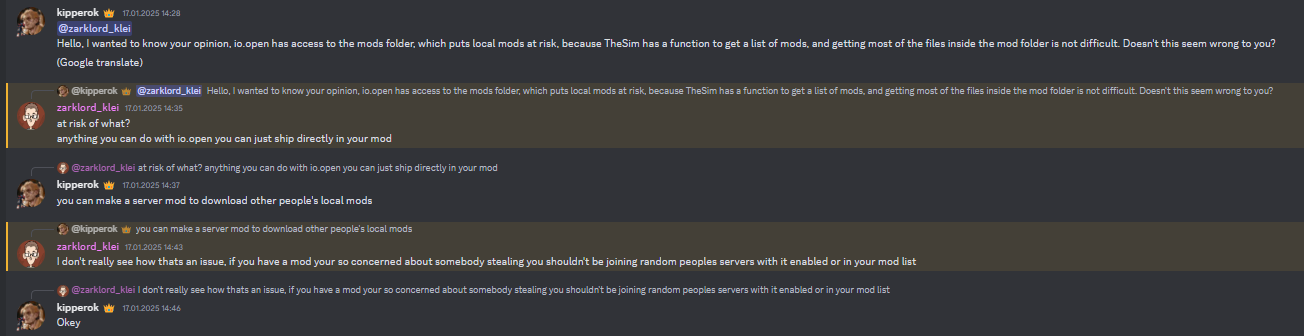 kipperok 17.01.2025 14:28
@zarklord_klei
Hello, I wanted to know your opinion, io.open has access to the mods folder, which puts local mods at risk, because TheSim has a function to get a list of mods, and getting most of the files inside the mod folder is not difficult. Doesn't this seem wrong to you?
(Google translate)
@kipperok @zarklord_klei Hello, I wanted to know your opinion, io.open has access to the mods folder, which puts local mods at risk, because TheSim has a function to get a list of mods, and getting most of the files inside the mod folder is not difficult. Doesn't this seem wrong to you?
zarklord_klei 17.01.2025 14:35
at risk of what?
anything you can do with io.open you can just ship directly in your mod
@zarklord_klei at risk of what? anything you can do with io.open you can just ship directly in your mod
kipperok 17.01.2025 14:37
you can make a server mod to download other people's local mods
@kipperok you can make a server mod to download other people's local mods
zarklord_klei 17.01.2025 14:43
I don't really see how thats an issue, if you have a mod your so concerned about somebody stealing you shouldn't be joining random peoples servers with it enabled or in your mod list
@zarklord_klei I don't really see how thats an issue, if you have a mod your so concerned about somebody stealing you shouldn't be joining random peoples servers with it enabled or in your mod list
kipperok 17.01.2025 14:46
Okey